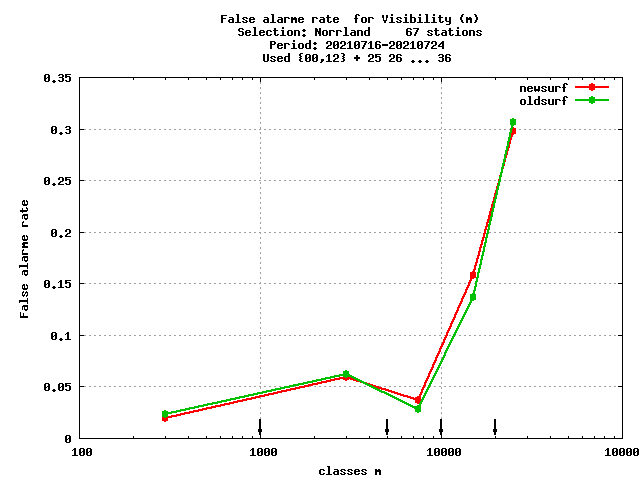 False alarme rate  for Visibility (m)
Selection: Norrland     67 stations
Period: 20210716-20210724
Used {00,12} + 25 26 ... 36
newsurf
oldsurf
0.35
0.3
0.25
0.2
0.15
0.1
0.05
0
False alarme rate
100
1000
10000
10000
classes m